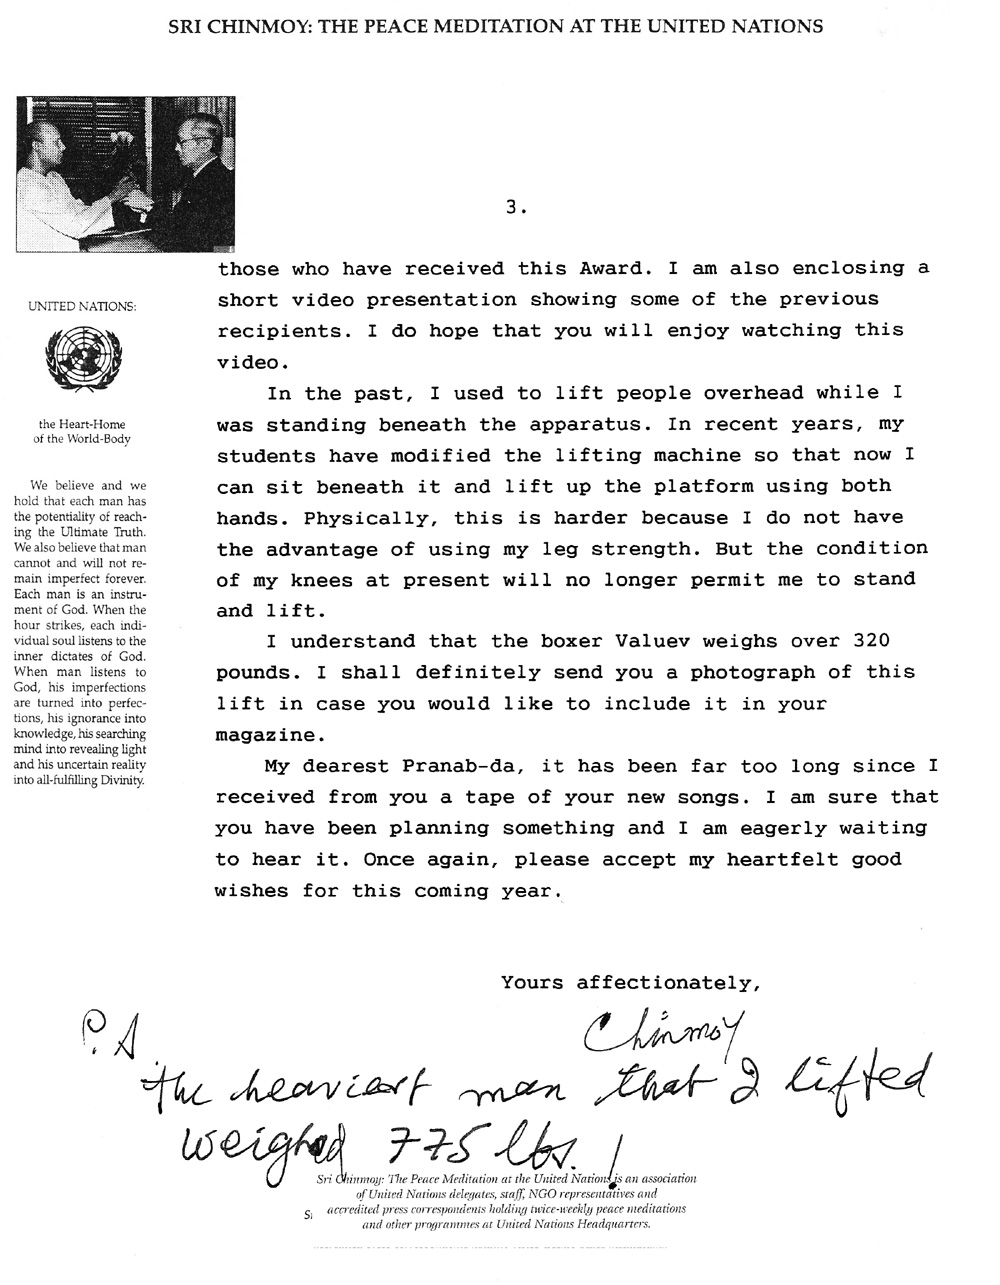 SRI CHINMOY: THE PEACE MEDITATION AT THE UNITED NATIONS
3.
UNITED NATIONS:
the Heart-Home
of the World-Body
We believe and we
hold that each man has
the potentiality of reach-
ing the Ultimate Truth.
We also believe that man
cannot and will not re-
main imperfect forever.
Each man is an instru-
ment of God. When the
hour strikes, each indi-
vidual soul listens to the
inner dictates of God.
When man listens to
God, his imperfections
are turned into perfec-
tions, his ignorance into
knowledge, his searching
mind into revealing light
and his uncertain reality
into all-fulfilling Divinity.
those who have received this Award. I am also enclosing a
short video presentation showing some of the previous
recipients. I do hope that you will enjoy watching this
video.
In the past, I used to lift people overhead while I
was standing beneath the apparatus. In recent years, my
students have modified the lifting machine so that now I
can sit beneath it and lift up the platform using both
hands. Physically, this is harder because I do not have
the advantage of using my leg strength. But the condition
of my knees at present will no longer permit me to stand
and lift.
I understand that the boxer Valuev weighs over 320
pounds. I shall definitely send you a photograph of this
lift in case you would like to include it in your
magazine.
My dearest Pranab-da, it has been far too long since I
received from you a tape of your new songs. I am sure that
you have been planning something and I am eagerly waiting
to hear it. Once again, please accept my heartfelt good
wishes for this coming year.
Yours affectionately,
Chinmoy
P.S.
the heaviest man that I lifted
weighed 775 lbs.!
Sri Chinmoy: The Peace Meditation at the United Nations is an association
of United Nations delegates, staff, NGO representatives and
accredited press correspondents holding twice-weekly peace meditations
and other programmes at United Nations Headquarters.